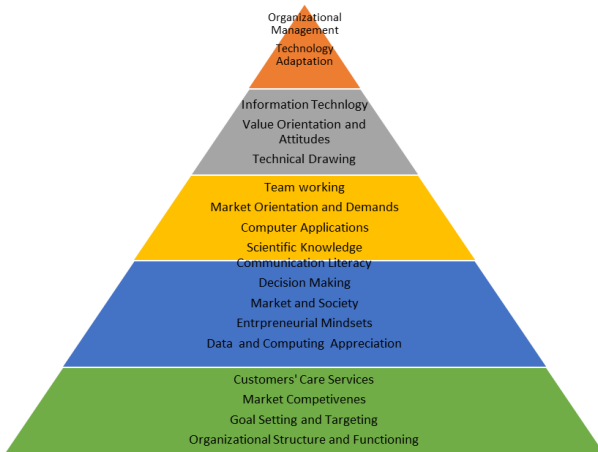 Organizational
Management
Technology
Adaptation
Information Technlogy
Value Orientation and
Attitudes
Technical Drawing
Team working
Market Orientation and Demands
Computer Applications
Scientific Knowledge
Communication Literacy
Decision Making
Market and Society
Entrpreneurial Mindsets
Data and Computing Appreciation
Customers' Care Services
Market Competivenes
Goal Setting and Targeting
Organizational Structure and Functioning